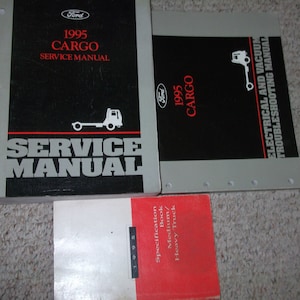 Ford
1995
CARGO
SERVICE MANUAL
SERVICE
MANUAL
Ford
1995
CARGO
ELECTRICAL AND VACUUM
TROUBLESHOOTING MANUAL
1995
Specification
Book
Medium/
Heavy Truck